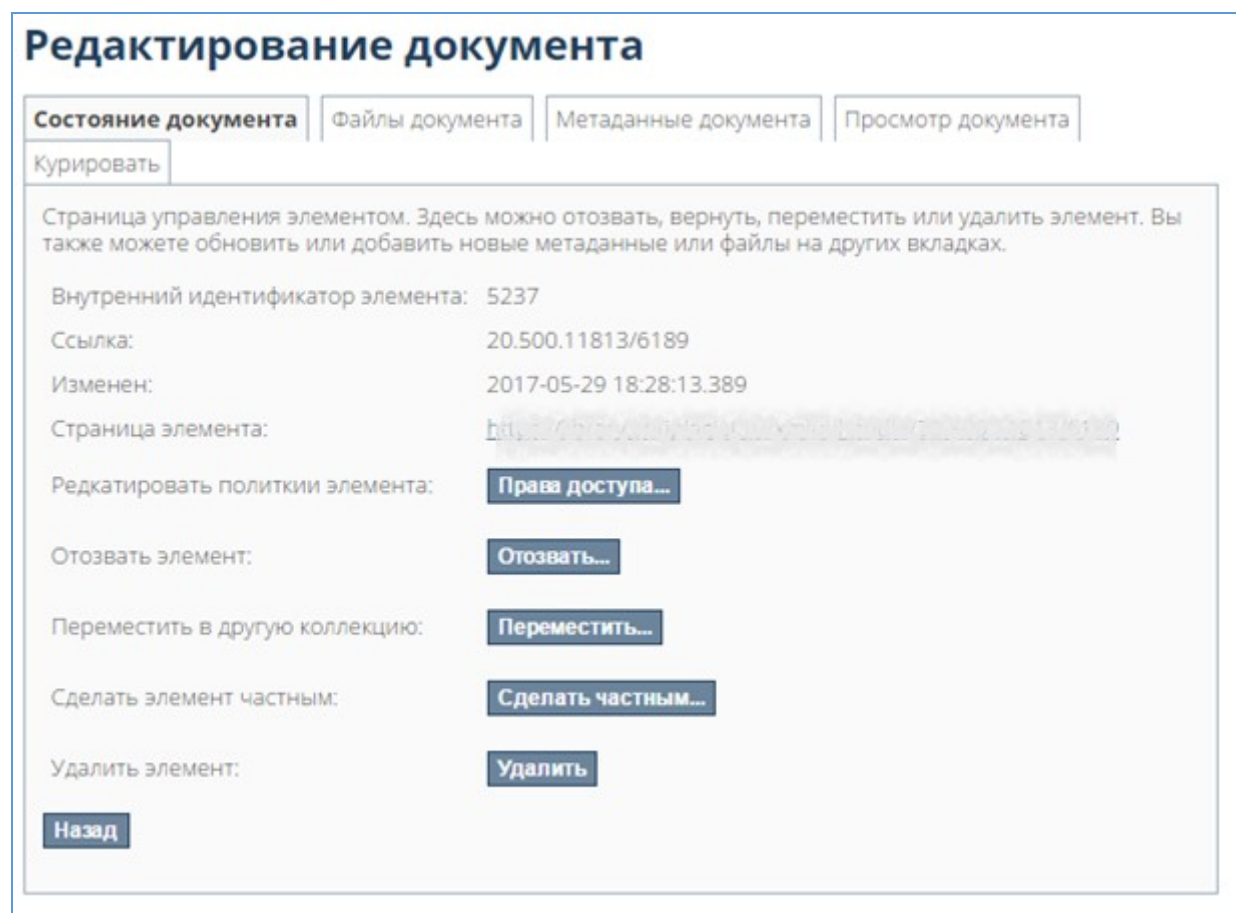 Редактирование документа
Состояние документа Файлы документа Метаданные документа Просмотр документа
Курировать
Страница управления элементом. Здесь можно отозвать, вернуть, переместить или удалить элемент. Вы
также можете обновить или добавить новые метаданные или файлы на других вкладках.
Внутренний идентификатор элемента: 5237
Ссылка: 20.500.11813/6189
Изменен: 2017-05-29 18:28:13.389
Страница элемента:
Редкатировать политкии элемента: Права доступа...
Отозвать элемент: Отозвать...
Переместить в другую коллекцию: Переместить...
Сделать элемент частным: Сделать частным...
Удалить элемент: Удалить
Назад